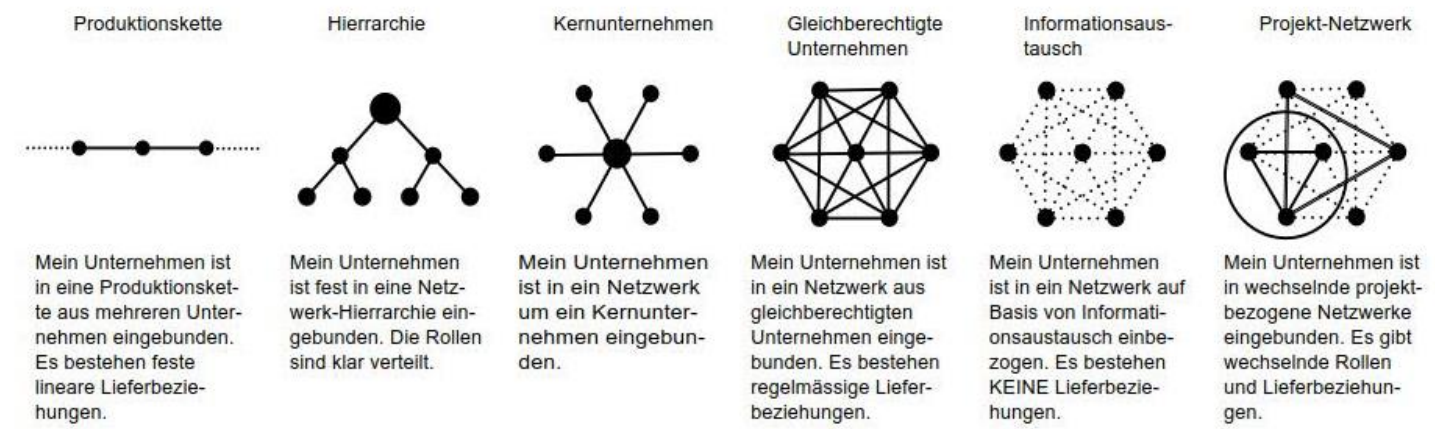 Produktionskette
Hierrarchie
Kernunternehmen
Gleichberechtigte
Unternehmen
Informationsaus-
tausch
Projekt-Netzwerk
Mein Unternehmen ist
in eine Produktionsket-
te aus mehreren Unter-
nehmen eingebunden.
Es bestehen feste
lineare Lieferbezie-
hungen.
Mein Unternehmen
ist fest in eine Netz-
werk-Hierarchie ein-
gebunden. Die Rollen
sind klar verteilt.
Mein Unternehmen
ist in ein Netzwerk
um ein Kernunter-
nehmen eingebun-
den.
Mein Unternehmen ist
in ein Netzwerk aus
gleichberechtigten
Unternehmen einge-
bunden. Es bestehen
regelmässige Liefer-
beziehungen.
Mein Unternehmen
ist in ein Netzwerk auf
Basis von Informati-
onsaustausch einbe-
zogen. Es bestehen
KEINE Lieferbezie-
hungen.
Mein Unternehmen ist
in wechselnde projekt-
bezogene Netzwerke
eingebunden. Es gibt
wechselnde Rollen
und Lieferbeziehun-
gen.